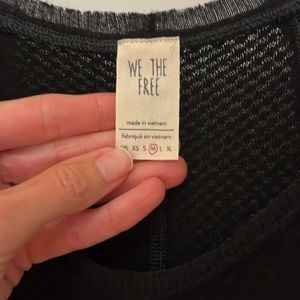 WE THE
FREE
made in vietnam
fabriqué en vietnam
XS S M L XL